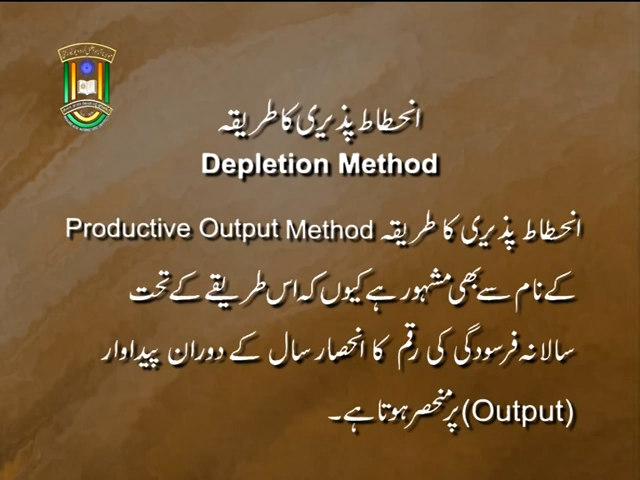 انحطاط پذیری کا طریقہ
Depletion Method
انحطاط پذیری کا طریقہ Productive Output Method
کے نام سے بھی مشہور ہے کیوں کہ اس طریقے کے تحت
سالانہ فرسودگی کی رقم کا انحصار سال کے دوران پیداوار
(Output) پر منحصر ہوتا ہے۔